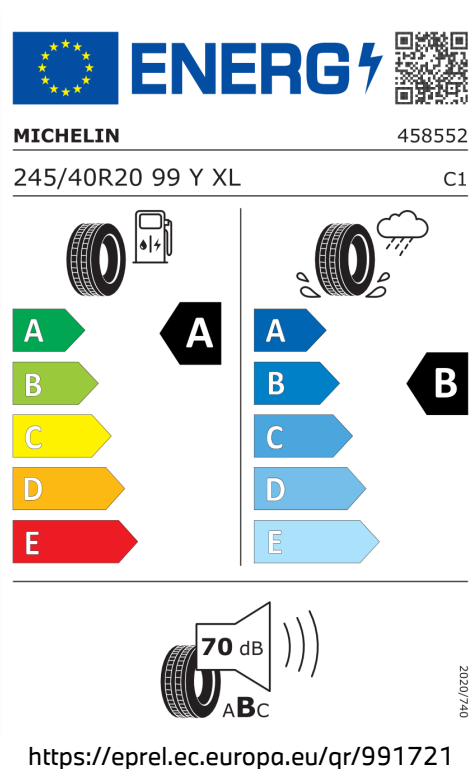 ENERG
MICHELIN 458552
245/40R20 99 Y XL C1
A A A
B B B
C C
D D
E E
70 dB
ABC
2020/740
https://eprel.ec.europa.eu/qr/991721